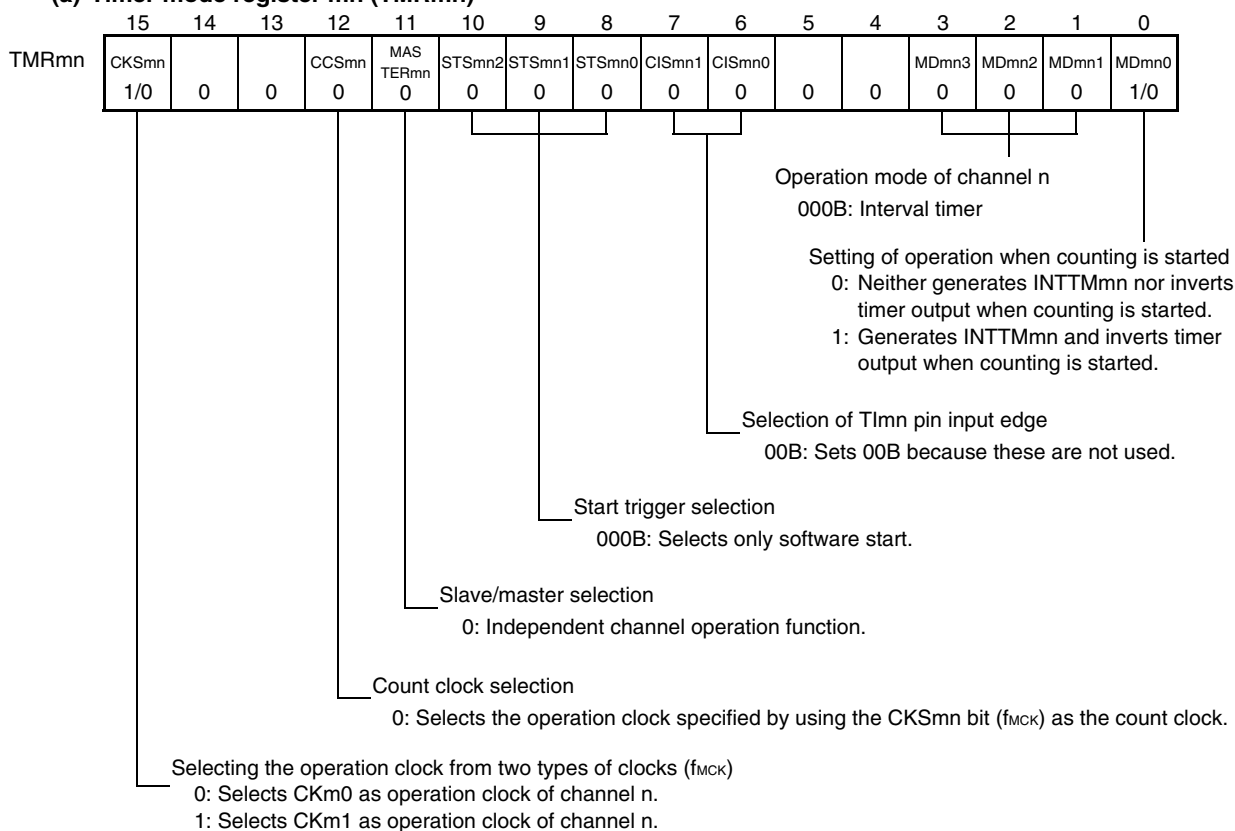 (a) Timer mode register mn (TMRmn)
15 14 13 12 11 10 9 8 7 6 5 4 3 2 1 0
TMRmn CKSmn CCSmn MAS TERmn STSmn2 STSmn1 STSmn0 CISmn1 CISmn0 MDmn3 MDmn2 MDmn1 MDmn0
1/0 0 0 0 0 0 0 0 0 0 0 0 0 0 0 1/0
Operation mode of channel n
000B: Interval timer
Setting of operation when counting is started
0: Neither generates INTTMmn nor inverts
timer output when counting is started.
1: Generates INTTMmn and inverts timer
output when counting is started.
Selection of TImn pin input edge
00B: Sets 00B because these are not used.
Start trigger selection
000B: Selects only software start.
Slave/master selection
0: Independent channel operation function.
Count clock selection
0: Selects the operation clock specified by using the CKSmn bit (fMCK) as the count clock.
Selecting the operation clock from two types of clocks (fMCK)
0: Selects CKm0 as operation clock of channel n.
1: Selects CKm1 as operation clock of channel n.